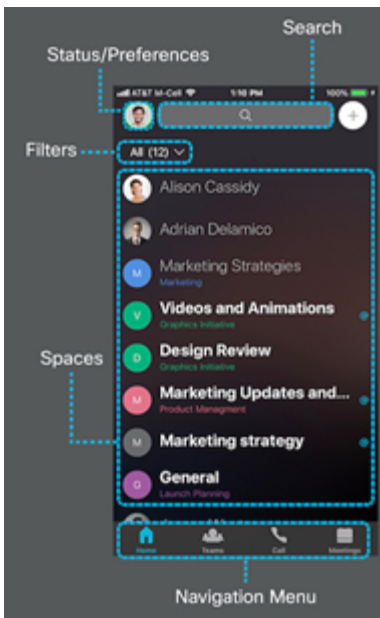 Search
Status/Preferences
AT&T M-Cell 1:10 PM 100%
Filters
All (12)
Alison Cassidy
Adrian Delamico
M Marketing Strategies
Marketing
V Videos and Animations
Graphics Initiative
D Design Review
Graphics Initiative
Spaces
M Marketing Updates and...
Product Managment
M Marketing strategy
G General
Launch Planning
Home Teams Call Meetings
Navigation Menu